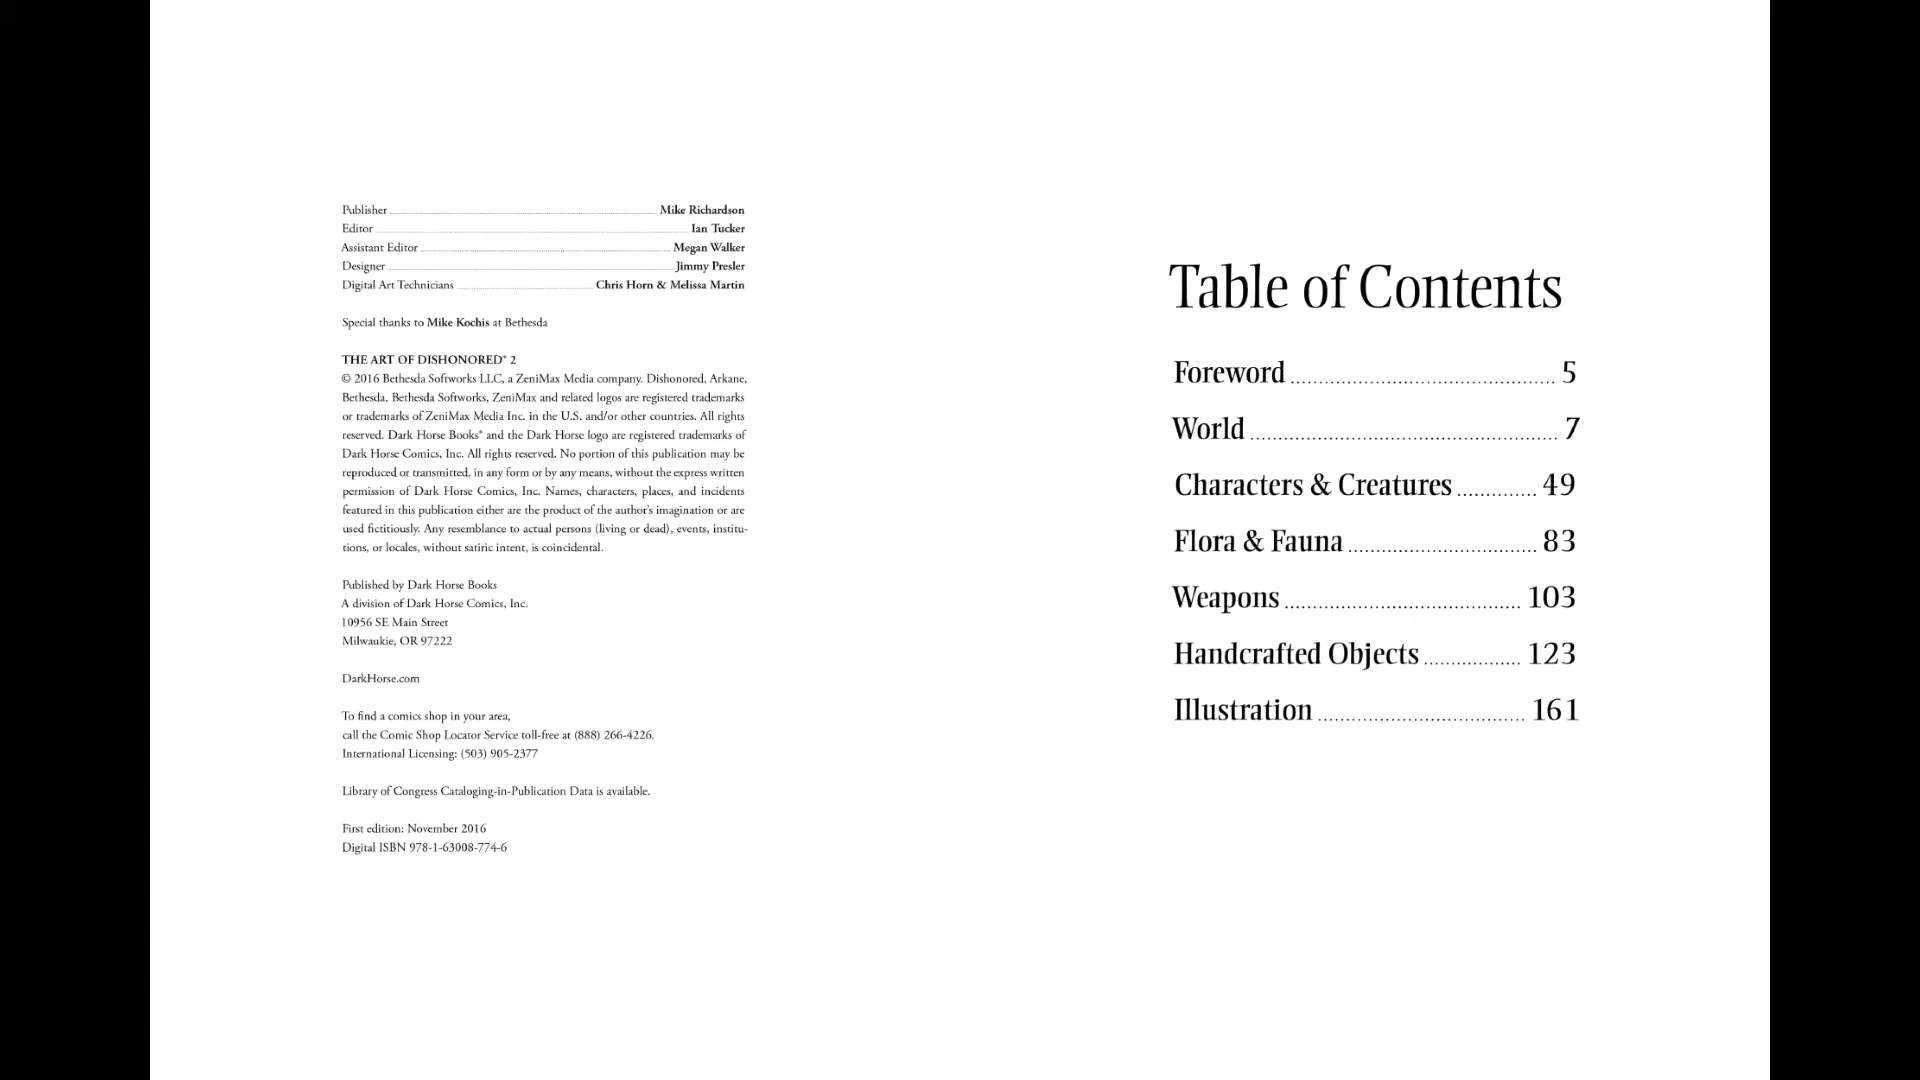 Publisher Mike Richardson
Editor Ian Tucker
Assistant Editor Megan Walker
Designer Jimmy Presler
Digital Art Technicians Chris Horn & Melissa Martin
Special thanks to Mike Kochis at Bethesda
THE ART OF DISHONORED® 2
© 2016 Bethesda Softworks LLC, a ZeniMax Media company. Dishonored, Arkane,
Bethesda, Bethesda Softworks, ZeniMax and related logos are registered trademarks
or trademarks of ZeniMax Media Inc. in the U.S. and/or other countries. All rights
reserved. Dark Horse Books® and the Dark Horse logo are registered trademarks of
Dark Horse Comics, Inc. All rights reserved. No portion of this publication may be
reproduced or transmitted, in any form or by any means, without the express written
permission of Dark Horse Comics, Inc. Names, characters, places, and incidents
featured in this publication either are the product of the author's imagination or are
used fictitiously. Any resemblance to actual persons (living or dead), events, institu-
tions, or locales, without satiric intent, is coincidental.
Published by Dark Horse Books
A division of Dark Horse Comics, Inc.
10956 SE Main Street
Milwaukie, OR 97222
DarkHorse.com
To find a comics shop in your area,
call the Comic Shop Locator Service toll-free at (888) 266-4226.
International Licensing: (503) 905-2377
Library of Congress Cataloging-in-Publication Data is available.
First edition: November 2016
Digital ISBN 978-1-63008-774-6
Table of Contents
Foreword 5
World 7
Characters & Creatures 49
Flora & Fauna 83
Weapons 103
Handcrafted Objects 123
Illustration 161